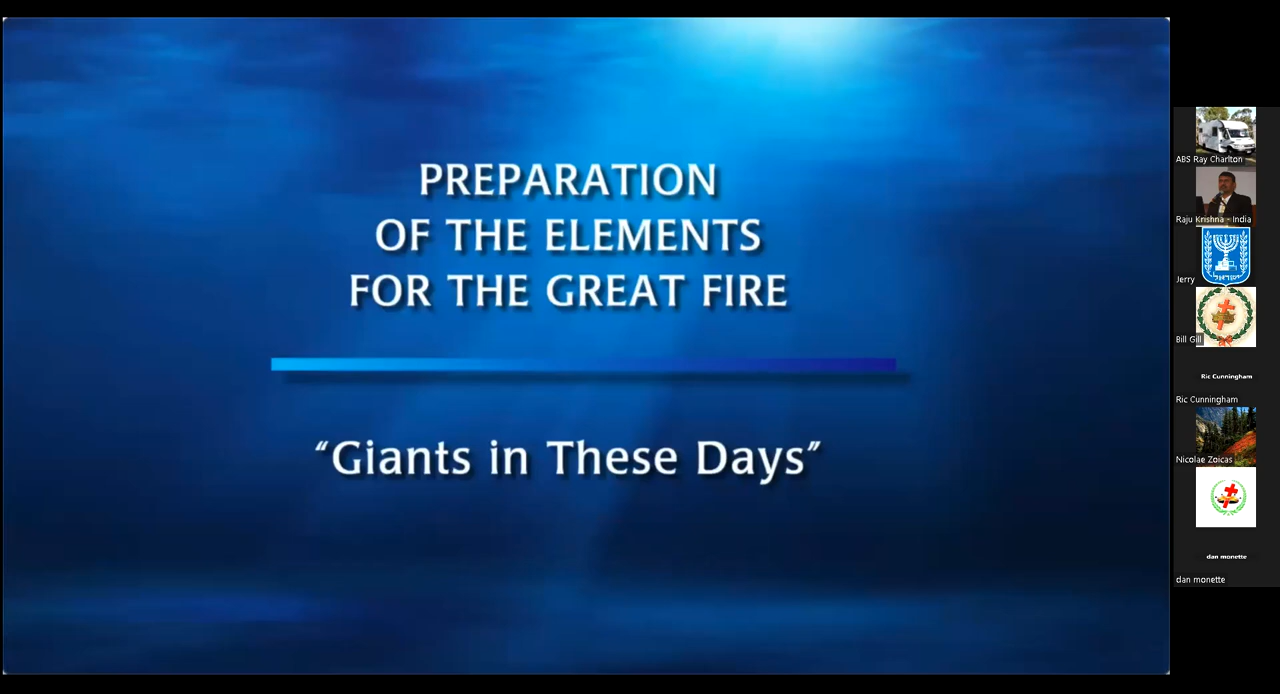 PREPARATION
OF THE ELEMENTS
FOR THE GREAT FIRE
“Giants in These Days”
ABS Ray Charlton
Raju Krishna - India
Jerry
ישראל
Bill Gill
Ric Cunningham
Ric Cunningham
Nicolae Zoicas
dan monette
dan monette